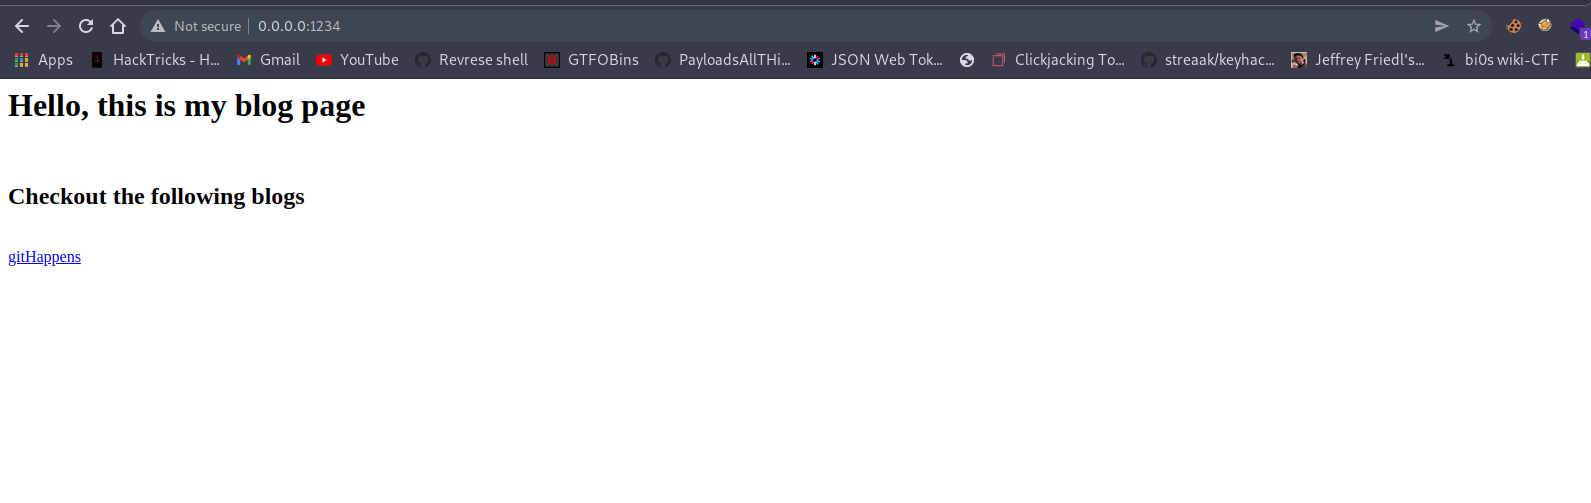 Not secure 0.0.0.0:1234
1
Apps HackTricks - H... Gmail YouTube Revrese shell GTFOBins PayloadsAllTHi... JSON Web Tok... Clickjacking To... streaak/keyhac... Jeffrey Friedl's... bi0s wiki-CTF
Hello, this is my blog page
Checkout the following blogs
gitHappens